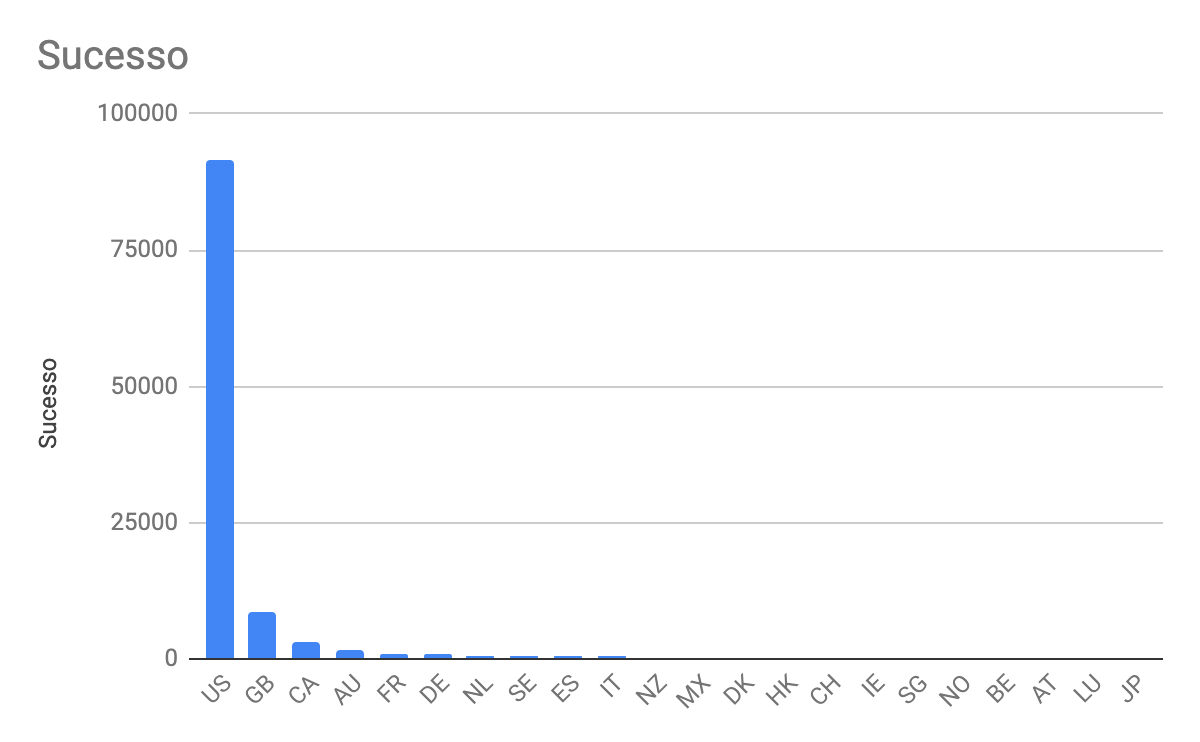 Sucesso
100000
75000
50000
25000
0
Sucesso
US GB CA AU FR DE NL SE ES IT NZ MX DK HK CH IE SG NO BE AT LU JP